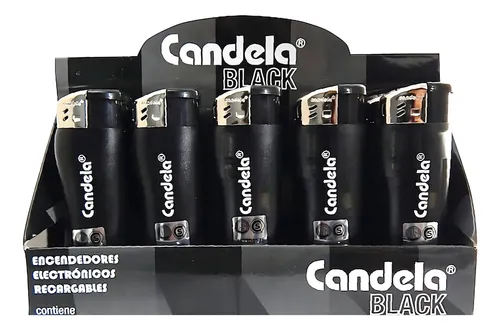 Candela®
BLACK
Candela®
Candela®
Candela®
Candela®
Candela®
ENCENDEDORES
ELECTRÓNICOS
RECARGABLES
contiene
Candela®
BLACK